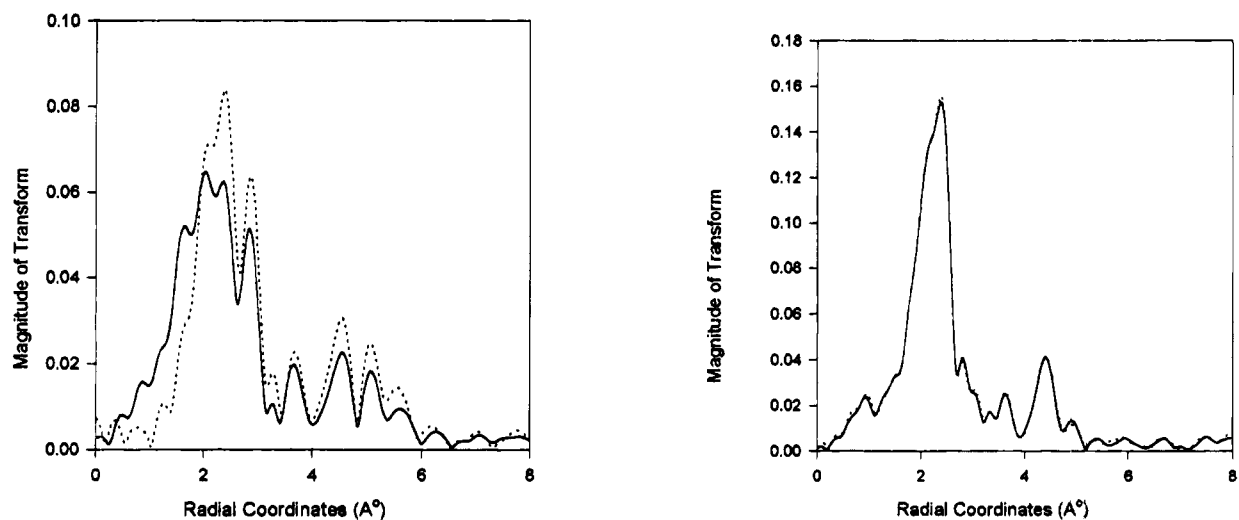 0.10
0.08
0.06
0.04
0.02
0.00
Magnitude of Transform
0 2 4 6 8
Radial Coordinates (A°)
0.18
0.16
0.14
0.12
0.10
0.08
0.06
0.04
0.02
0.00
Magnitude of Transform
0 2 4 6 8
Radial Coordinates (A°)